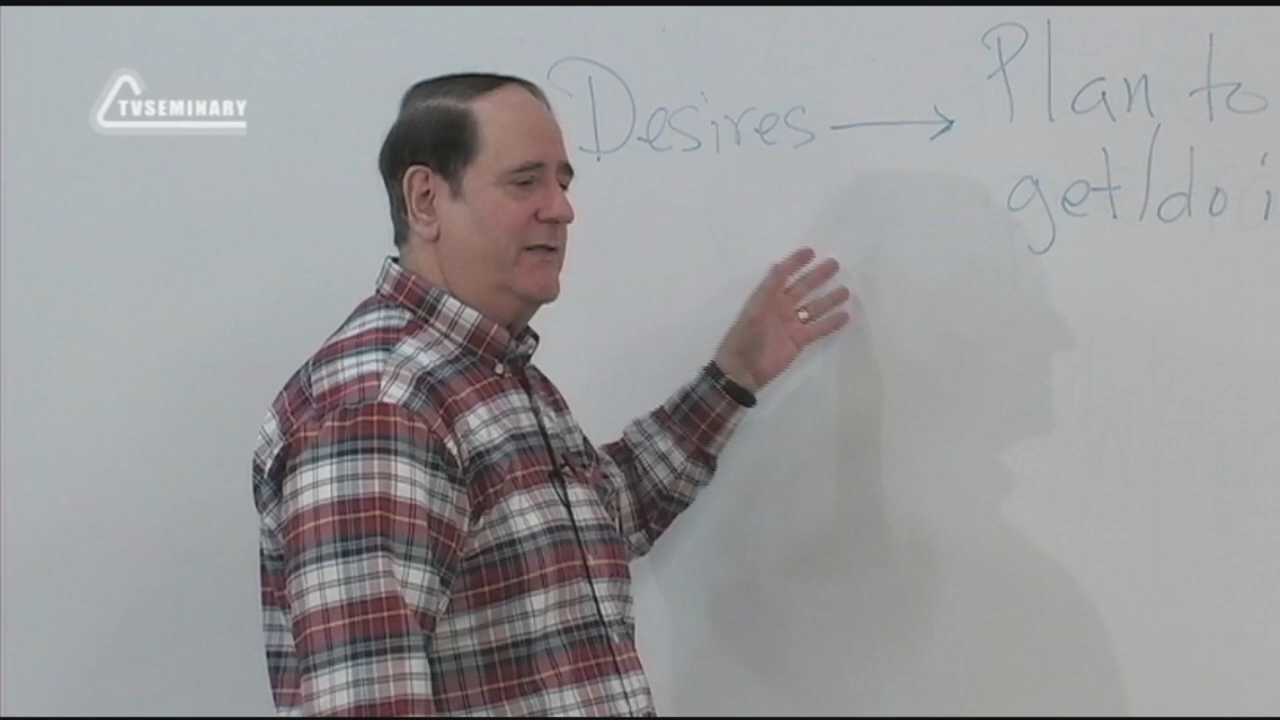 TVSEMINARY
Desires → Plan to
get/do i